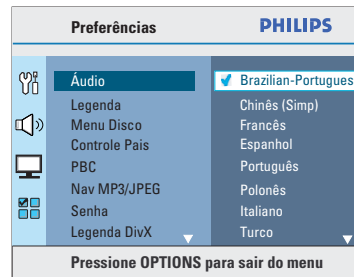 Preferências
PHILIPS
Áudio
Legenda
Menu Disco
Controle Pais
PBC
Nav MP3/JPEG
Senha
Legenda DivX
Brazilian-Portugues
Chinês (Simp)
Francês
Espanhol
Português
Polonês
Italiano
Turco
Pressione OPTIONS para sair do menu